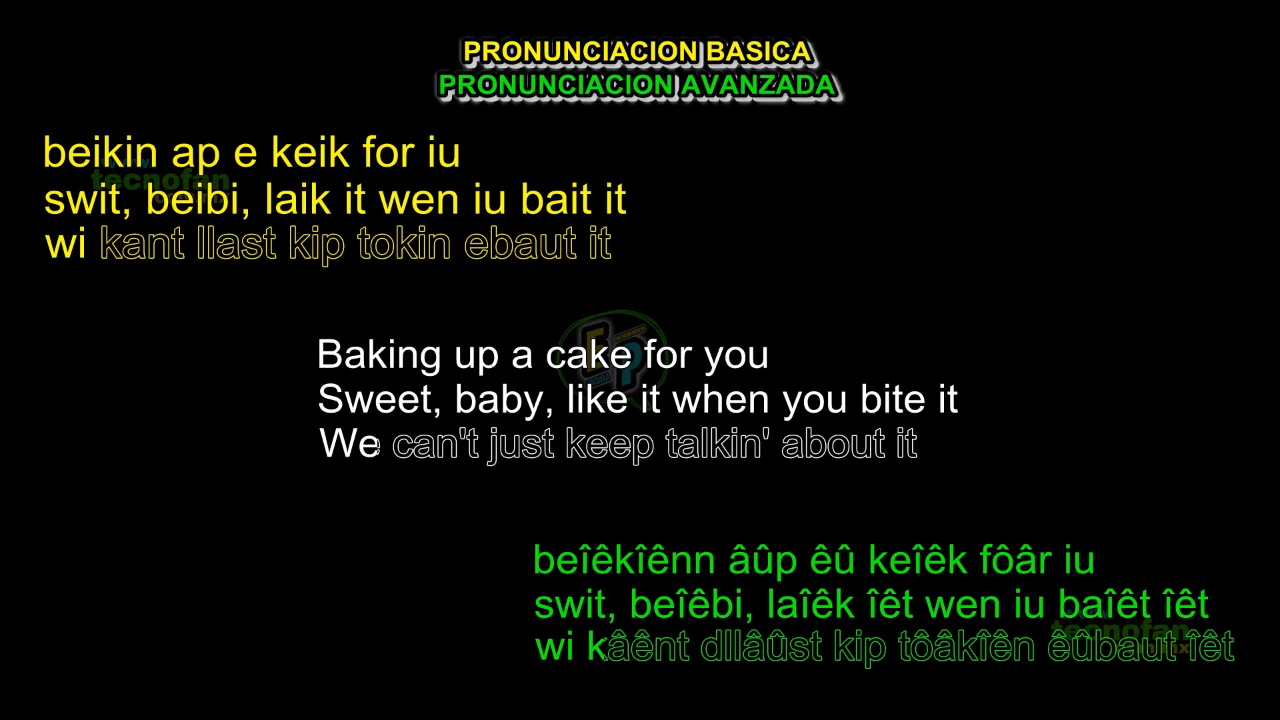 PRONUNCIACION BASICA
PRONUNCIACION AVANZADA
beikin ap e keik for iu
tecnofan
swit, beibi, laik it wen iu bait it
wi kant llast kip tokin ebaut it
Baking up a cake for you
Sweet, baby, like it when you bite it
We can't just keep talkin' about it
beîêkîênn âûp êû keîêk fôâr iu
swit, beîêbi, laîêk îêt wen iu baîêt îêt
tecnofan
wi kâênt dllâûst kip tôâkîên êûbaut îêt